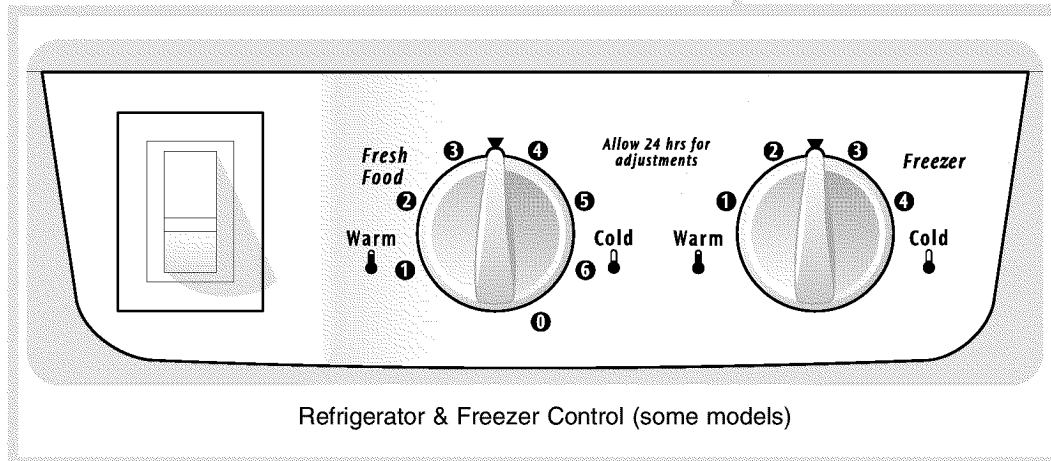 Fresh
Food
Warm
1
2
3
4
5
6
0
Cold
Allow 24 hrs for
adjustments
Warm
1
2
3
4
Freezer
Cold
Refrigerator & Freezer Control (some models)